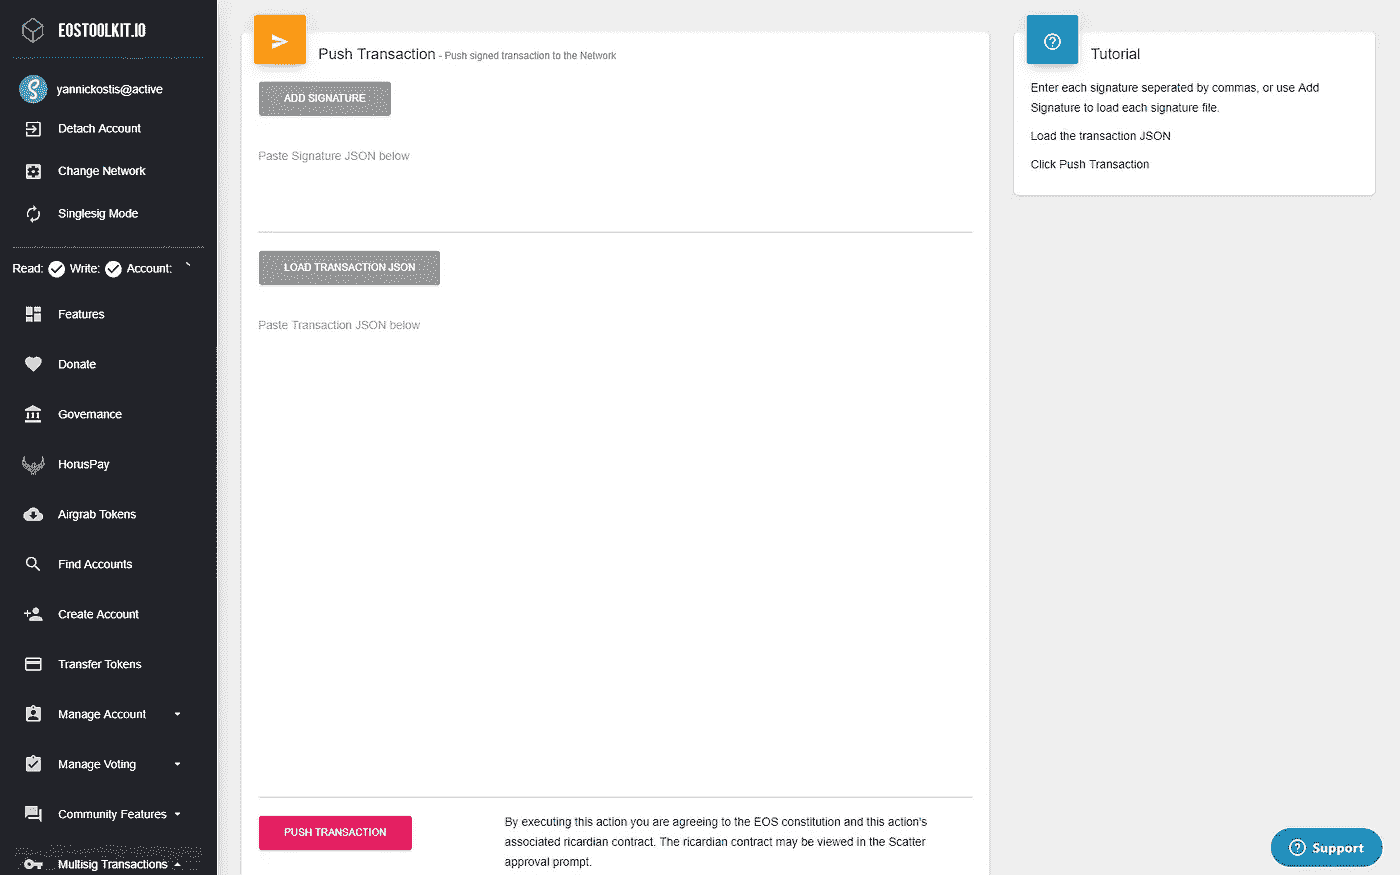 EOSTOOLKIT.IO
yannickostis@active
Detach Account
Change Network
Singlesig Mode
Read: Write: Account:
Features
Donate
Governance
HorusPay
Airgrab Tokens
Find Accounts
Create Account
Transfer Tokens
Manage Account
Manage Voting
Community Features
Multisig Transactions
Push Transaction - Push signed transaction to the Network
ADD SIGNATURE
Paste Signature JSON below
LOAD TRANSACTION JSON
Paste Transaction JSON below
PUSH TRANSACTION
By executing this action you are agreeing to the EOS constitution and this action's
associated ricardian contract. The ricardian contract may be viewed in the Scatter
approval prompt.
Tutorial
Enter each signature seperated by commas, or use Add
Signature to load each signature file.
Load the transaction JSON
Click Push Transaction
Support